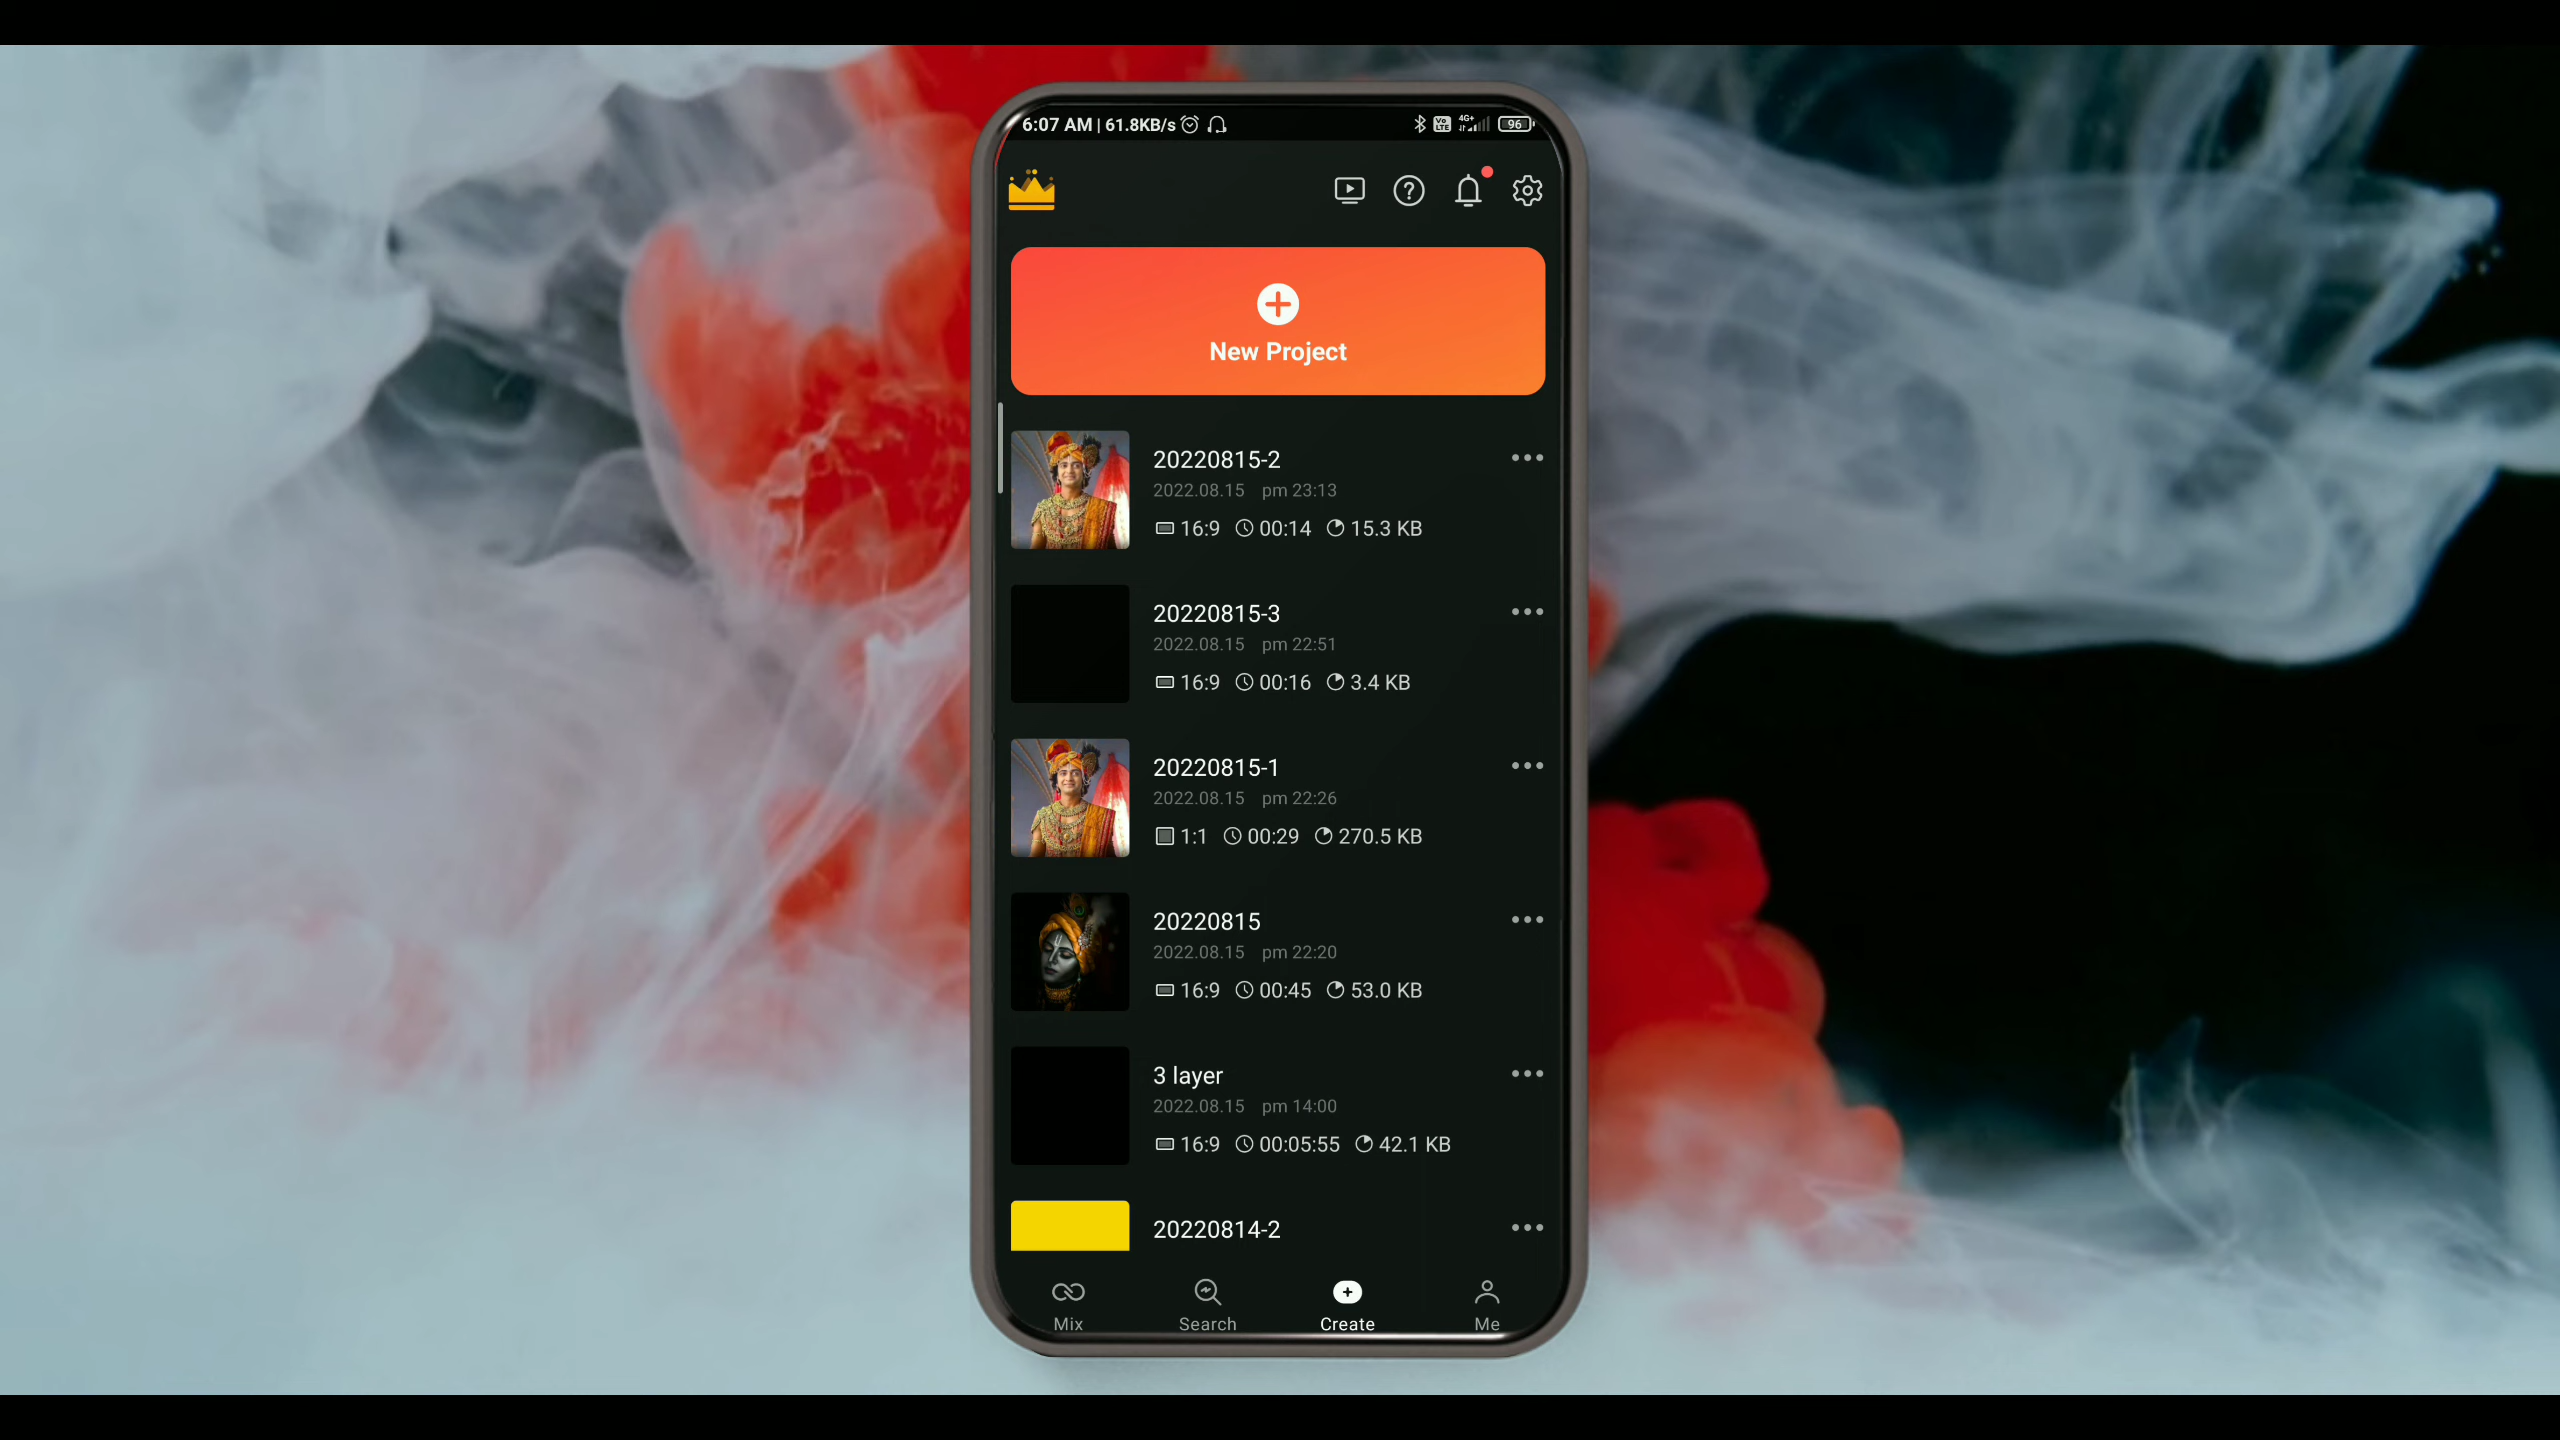 6:07 AM | 61.8KB/s
Vo LTE 4G+ 96
New Project
20220815-2
2022.08.15 pm 23:13
16:9 00:14 15.3 KB
20220815-3
2022.08.15 pm 22:51
16:9 00:16 3.4 KB
20220815-1
2022.08.15 pm 22:26
1:1 00:29 270.5 KB
20220815
2022.08.15 pm 22:20
16:9 00:45 53.0 KB
3 layer
2022.08.15 pm 14:00
16:9 00:05:55 42.1 KB
20220814-2
Mix Search Create Me